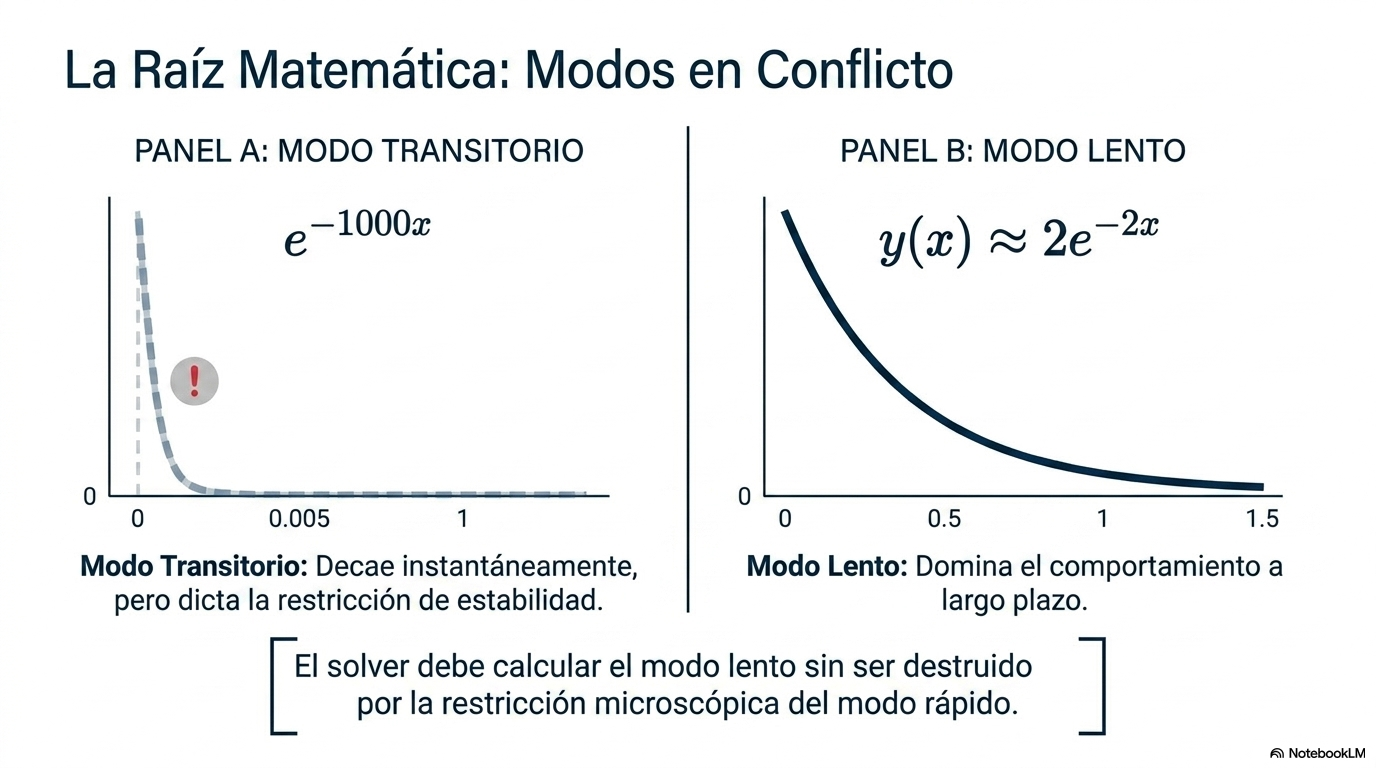 La Raíz Matemática: Modos en Conflicto
PANEL A: MODO TRANSITORIO
e^{-1000x}
!
0
0 0.005 1
Modo Transitorio: Decae instantáneamente,
pero dicta la restricción de estabilidad.
PANEL B: MODO LENTO
y(x) ≈ 2e^{-2x}
0
0 0.5 1 1.5
Modo Lento: Domina el comportamiento a
largo plazo.
El solver debe calcular el modo lento sin ser destruido
por la restricción microscópica del modo rápido.
NotebookLM